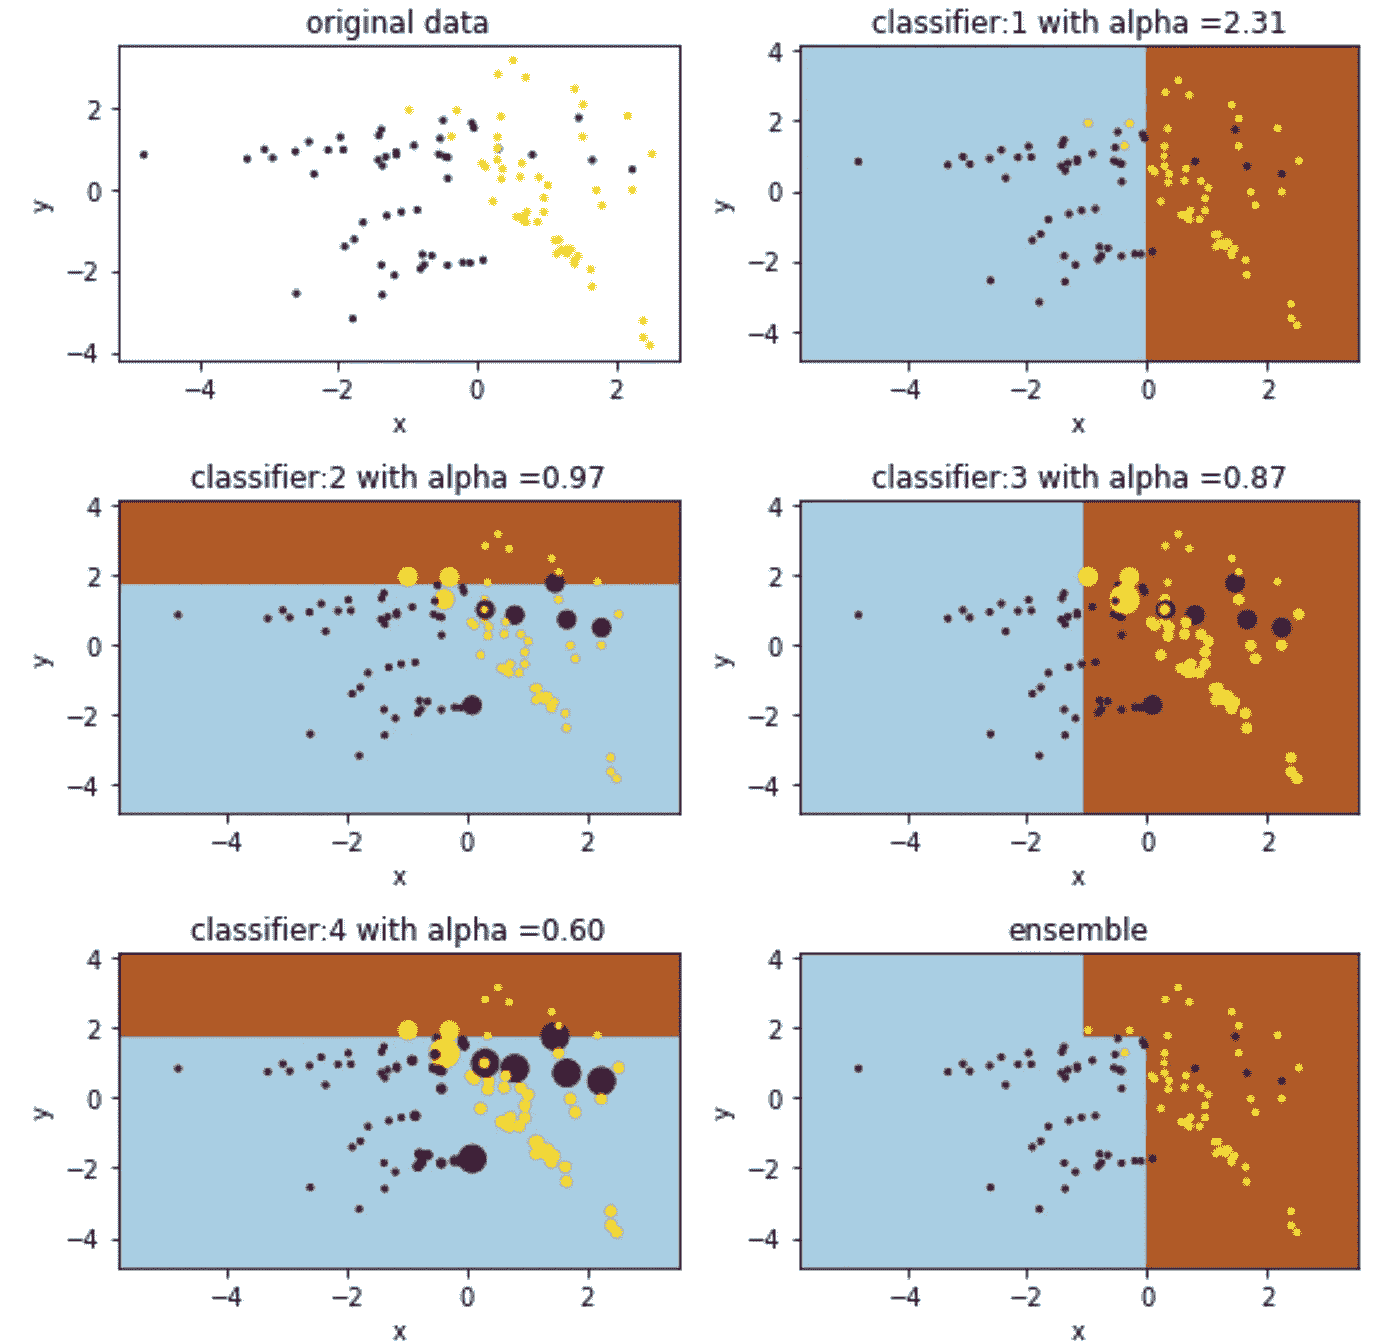 original data
2
0
−2
−4
y
−4 −2 0 2
x
classifier:1 with alpha =2.31
4
2
0
−2
−4
y
−4 −2 0 2
x
classifier:2 with alpha =0.97
4
2
0
−2
−4
y
−4 −2 0 2
x
classifier:3 with alpha =0.87
4
2
0
−2
−4
y
−4 −2 0 2
x
classifier:4 with alpha =0.60
4
2
0
−2
−4
y
−4 −2 0 2
x
ensemble
4
2
0
−2
−4
y
−4 −2 0 2
x